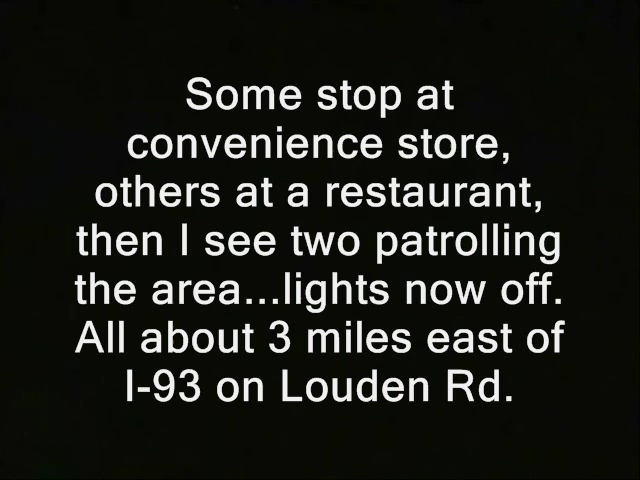 Some stop at
convenience store,
others at a restaurant,
then I see two patrolling
the area...lights now off.
All about 3 miles east of
I-93 on Louden Rd.